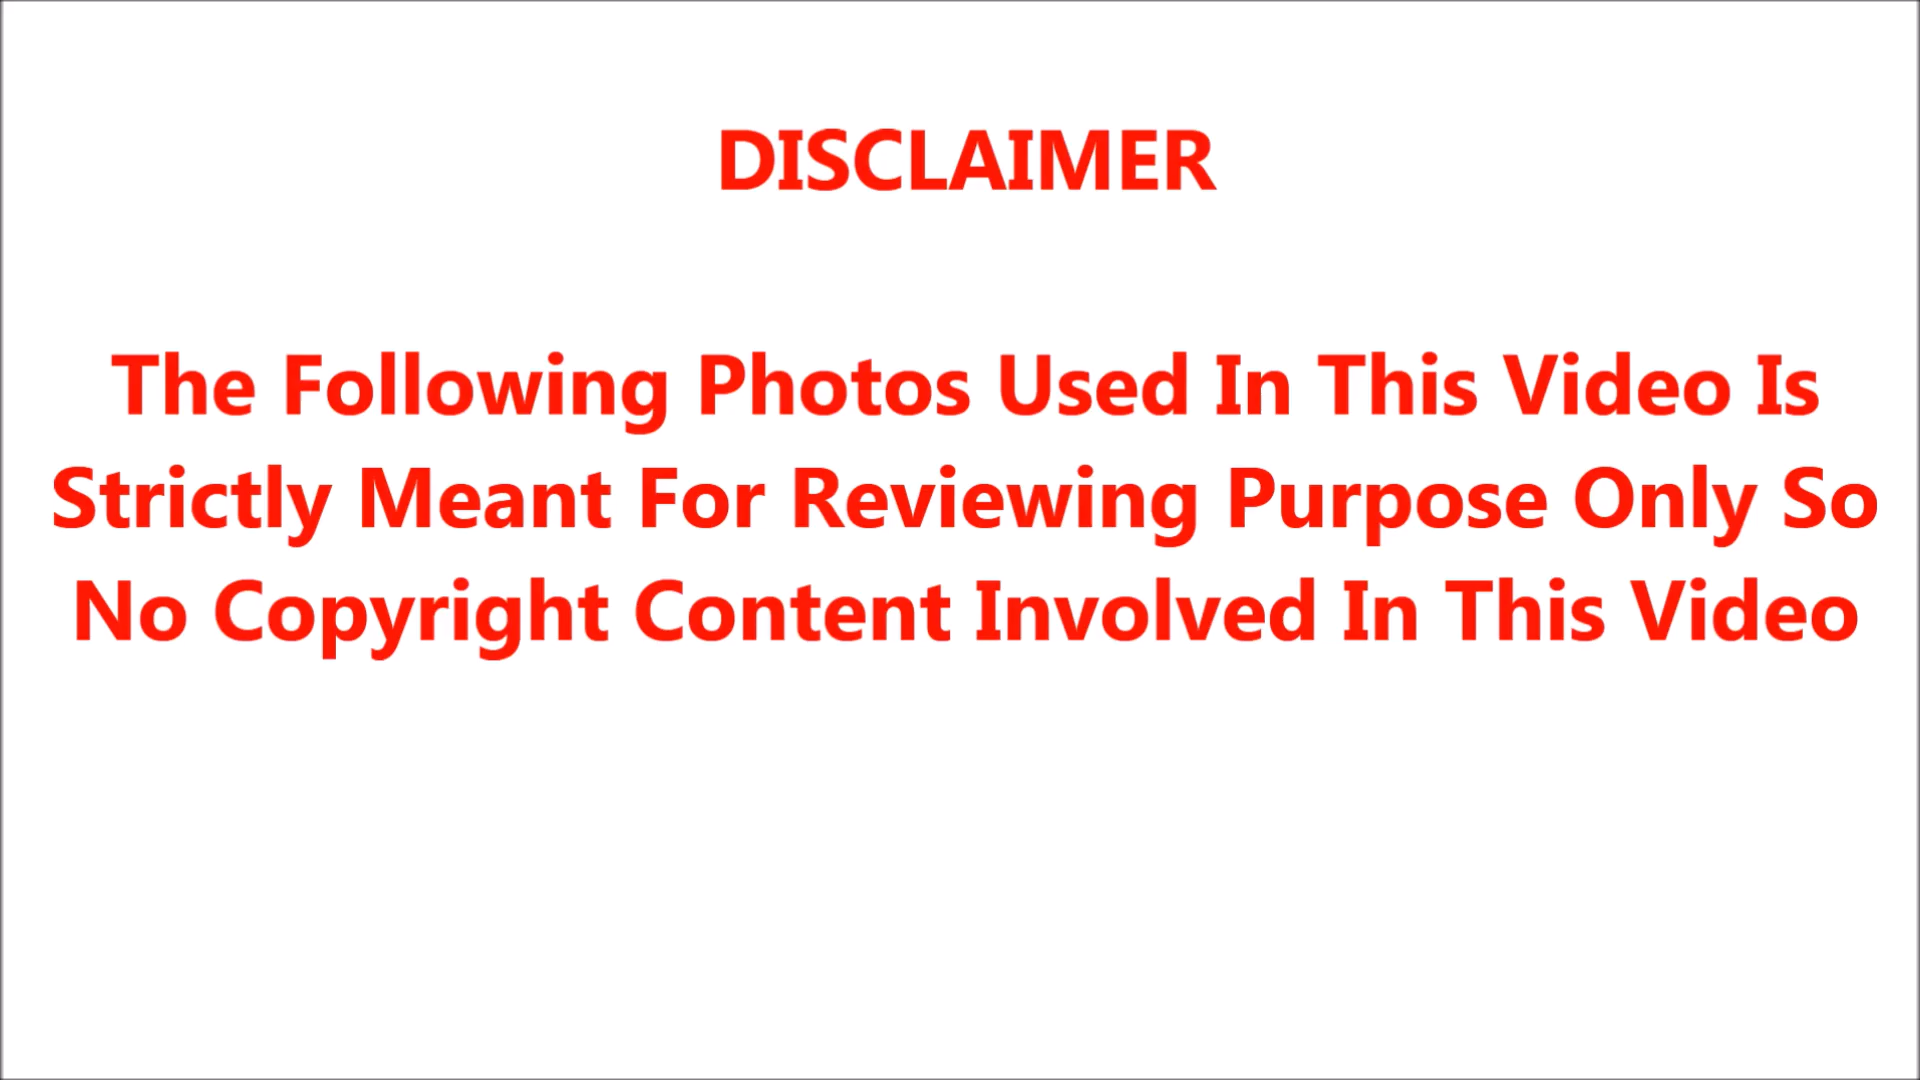 DISCLAIMER
The Following Photos Used In This Video Is
Strictly Meant For Reviewing Purpose Only So
No Copyright Content Involved In This Video